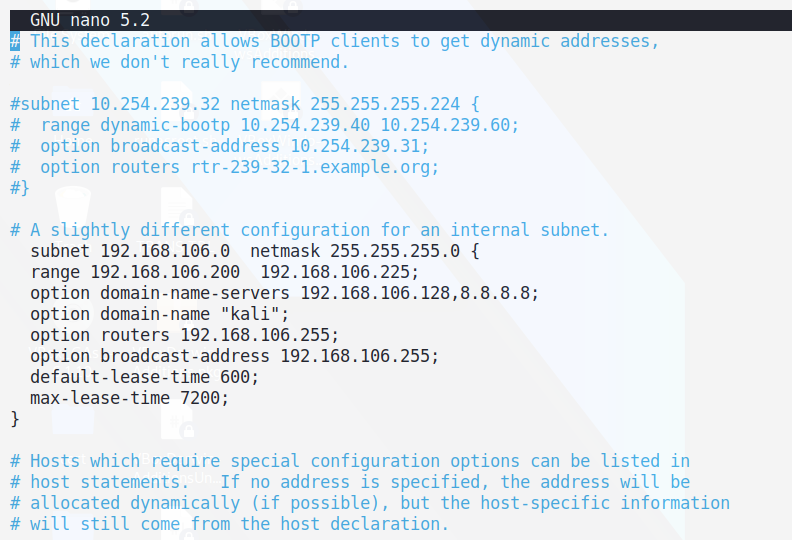 GNU nano 5.2
# This declaration allows BOOTP clients to get dynamic addresses,
# which we don't really recommend.
#subnet 10.254.239.32 netmask 255.255.255.224 {
#  range dynamic-bootp 10.254.239.40 10.254.239.60;
#  option broadcast-address 10.254.239.31;
#  option routers rtr-239-32-1.example.org;
#}
# A slightly different configuration for an internal subnet.
  subnet 192.168.106.0  netmask 255.255.255.0 {
  range 192.168.106.200  192.168.106.225;
  option domain-name-servers 192.168.106.128,8.8.8.8;
  option domain-name "kali";
  option routers 192.168.106.255;
  option broadcast-address 192.168.106.255;
  default-lease-time 600;
  max-lease-time 7200;
}
# Hosts which require special configuration options can be listed in
# host statements.   If no address is specified, the address will be
# allocated dynamically (if possible), but the host-specific information
# will still come from the host declaration.